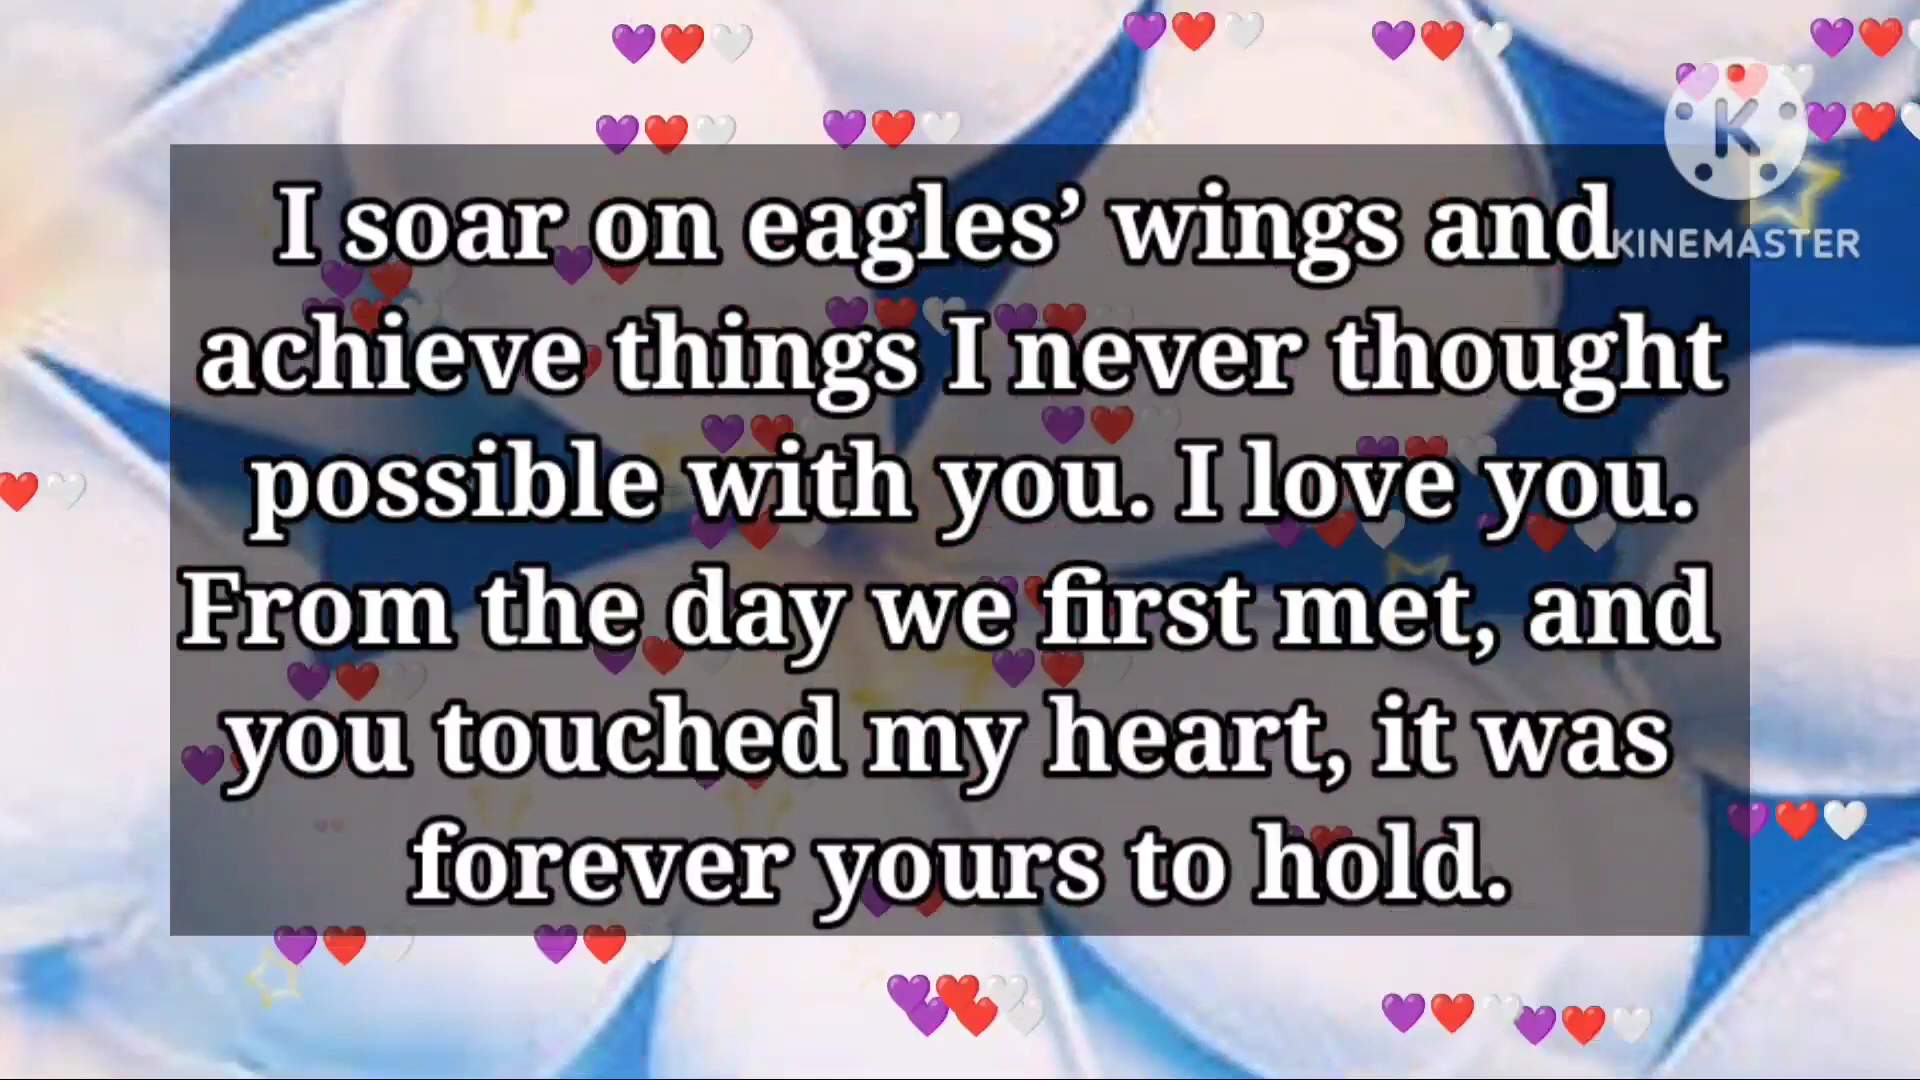 I soar on eagles’ wings and
achieve things I never thought
possible with you. I love you.
From the day we first met, and
you touched my heart, it was
forever yours to hold.
K
KINEMASTER